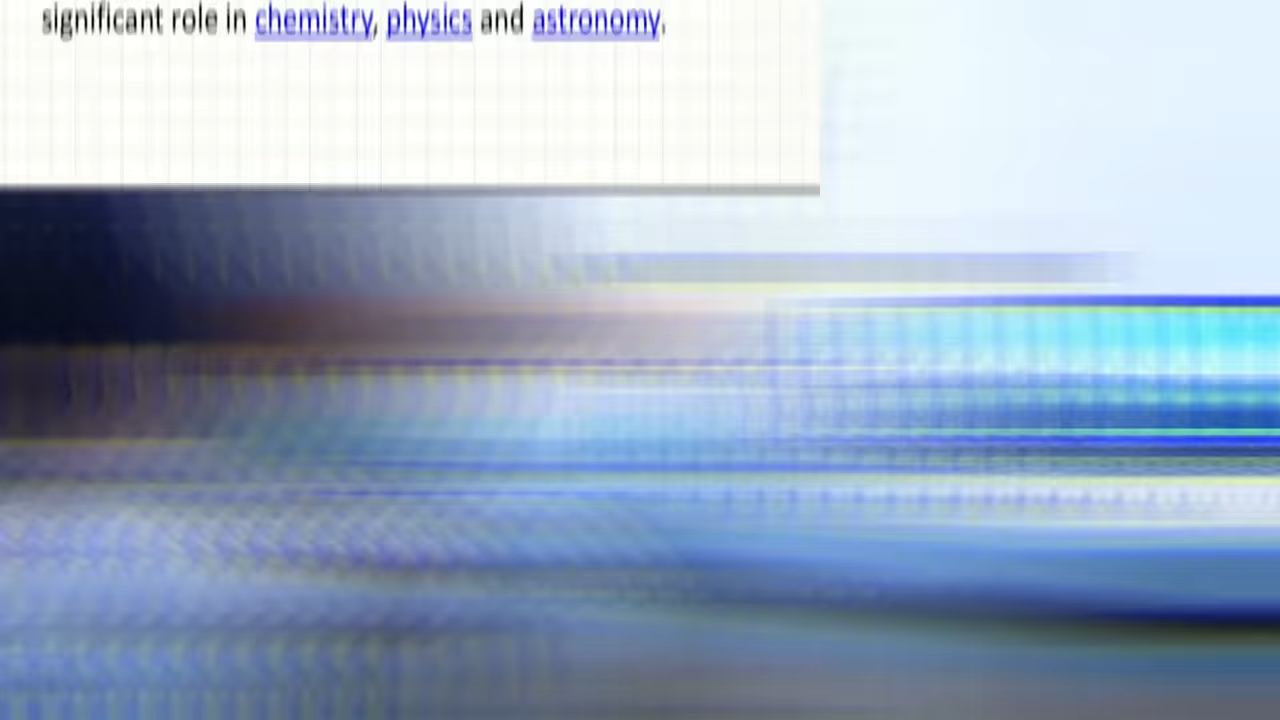 significant role in chemistry, physics and astronomy.